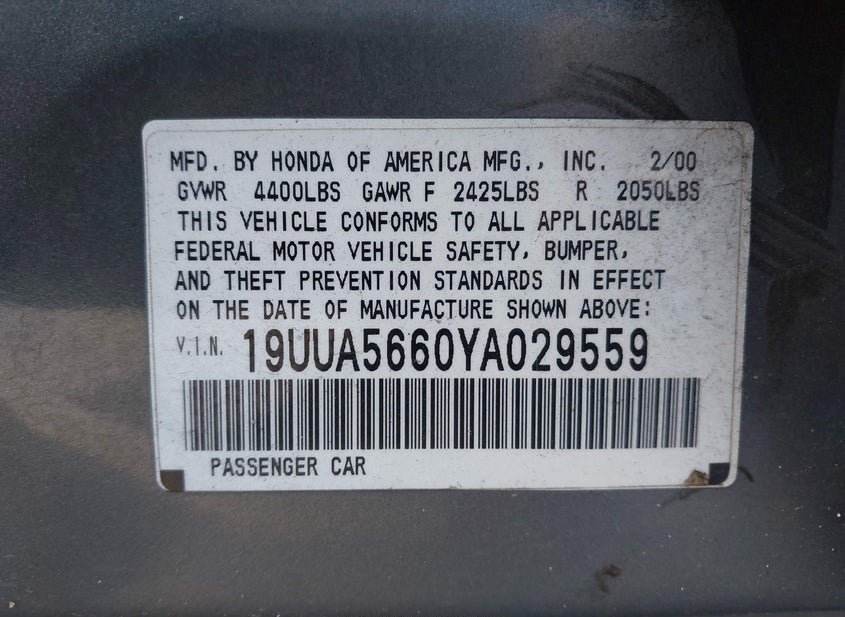 MFD. BY HONDA OF AMERICA MFG., INC. 2/00
GVWR 4400LBS GAWR F 2425LBS R 2050LBS
THIS VEHICLE CONFORMS TO ALL APPLICABLE
FEDERAL MOTOR VEHICLE SAFETY, BUMPER,
AND THEFT PREVENTION STANDARDS IN EFFECT
ON THE DATE OF MANUFACTURE SHOWN ABOVE:
V.I.N. 19UUA5660YA029559
PASSENGER CAR